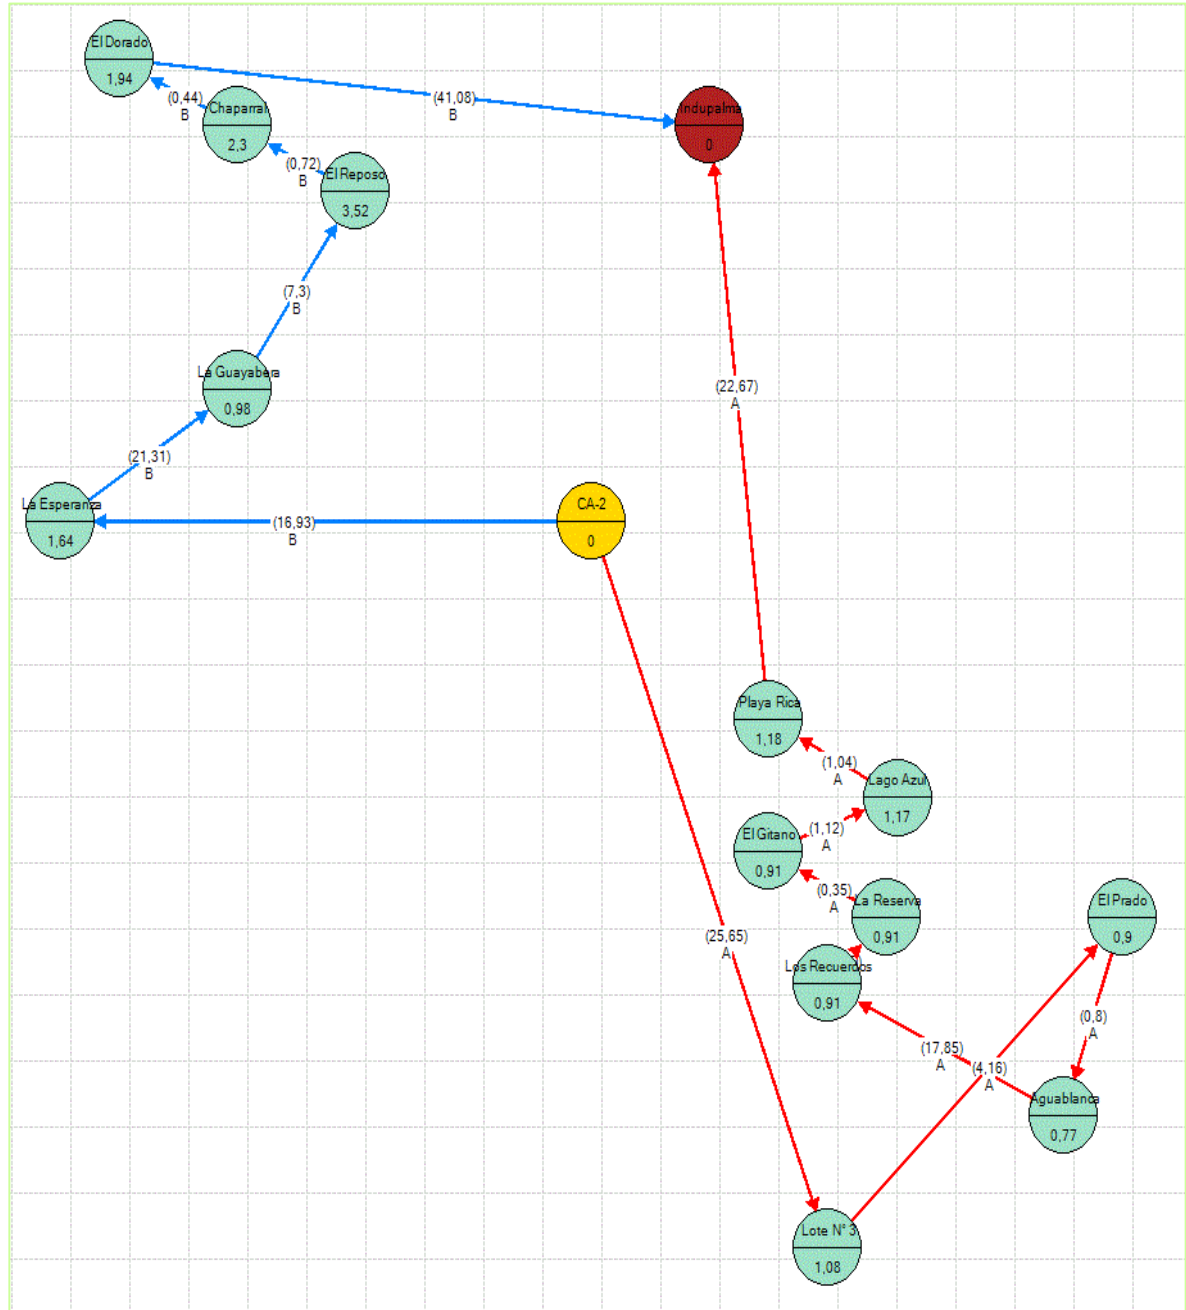 El Dorado
1,94
(0,44)
B
Chaparral
2,3
(41,08)
B
Indupalma
0
(0,72)
B
El Reposo
3,52
(7,3)
B
La Guayabera
0,98
(22,67)
A
(21,31)
B
La Esperanza
1,64
(16,93)
B
CA-2
0
Playa Rica
1,18
(1,04)
A
Lago Azul
1,17
El Gitano
0,91
(1,12)
A
(0,35)
A
La Reserva
0,91
El Prado
0,9
(25,65)
A
Los Recuerdos
0,91
(0,8)
A
(17,85)
A
(4,16)
A
Aguablanca
0,77
Lote N° 3
1,08